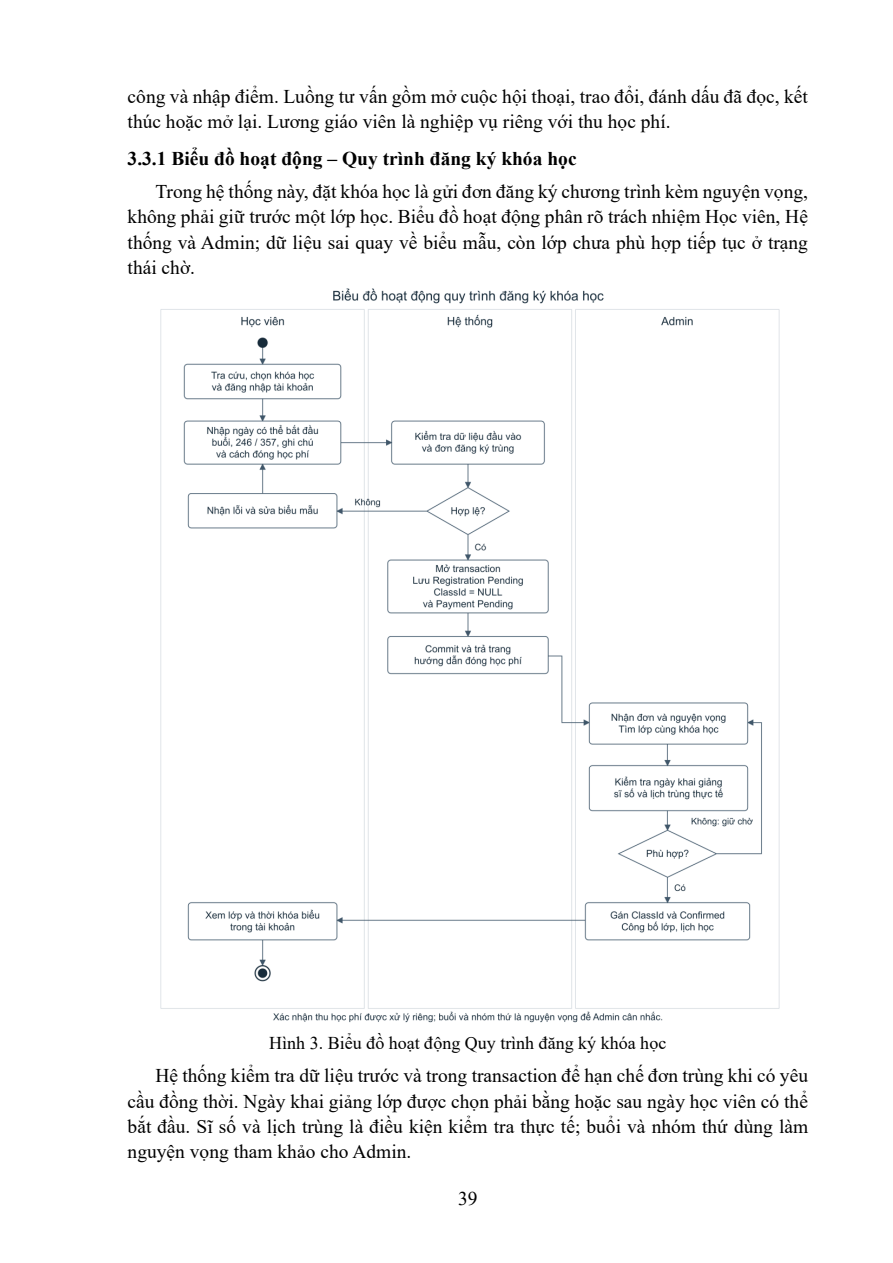 công và nhập điểm. Luồng tư vấn gồm mở cuộc hội thoại, trao đổi, đánh dấu đã đọc, kết
thúc hoặc mở lại. Lương giáo viên là nghiệp vụ riêng với thu học phí.
3.3.1 Biểu đồ hoạt động – Quy trình đăng ký khóa học
Trong hệ thống này, đặt khóa học là gửi đơn đăng ký chương trình kèm nguyện vọng,
không phải giữ trước một lớp học. Biểu đồ hoạt động phân rõ trách nhiệm Học viên, Hệ
thống và Admin; dữ liệu sai quay về biểu mẫu, còn lớp chưa phù hợp tiếp tục ở trạng
thái chờ.
Biểu đồ hoạt động quy trình đăng ký khóa học
Học viên
Hệ thống
Admin
Tra cứu, chọn khóa học
và đăng nhập tài khoản
Nhập ngày có thể bắt đầu
buổi, 246 / 357, ghi chú
và cách đóng học phí
Kiểm tra dữ liệu đầu vào
và đơn đăng ký trùng
Nhận lỗi và sửa biểu mẫu
Không
Hợp lệ?
Có
Mở transaction
Lưu Registration Pending
ClassId = NULL
và Payment Pending
Commit và trả trang
hướng dẫn đóng học phí
Nhận đơn và nguyện vọng
Tìm lớp cùng khóa học
Kiểm tra ngày khai giảng
sĩ số và lịch trùng thực tế
Không: giữ chờ
Phù hợp?
Có
Xem lớp và thời khóa biểu
trong tài khoản
Gán ClassId và Confirmed
Công bố lớp, lịch học
Xác nhận thu học phí được xử lý riêng; buổi và nhóm thứ là nguyện vọng để Admin cân nhắc.
Hình 3. Biểu đồ hoạt động Quy trình đăng ký khóa học
Hệ thống kiểm tra dữ liệu trước và trong transaction để hạn chế đơn trùng khi có yêu
cầu đồng thời. Ngày khai giảng lớp được chọn phải bằng hoặc sau ngày học viên có thể
bắt đầu. Sĩ số và lịch trùng là điều kiện kiểm tra thực tế; buổi và nhóm thứ dùng làm
nguyện vọng tham khảo cho Admin.
39